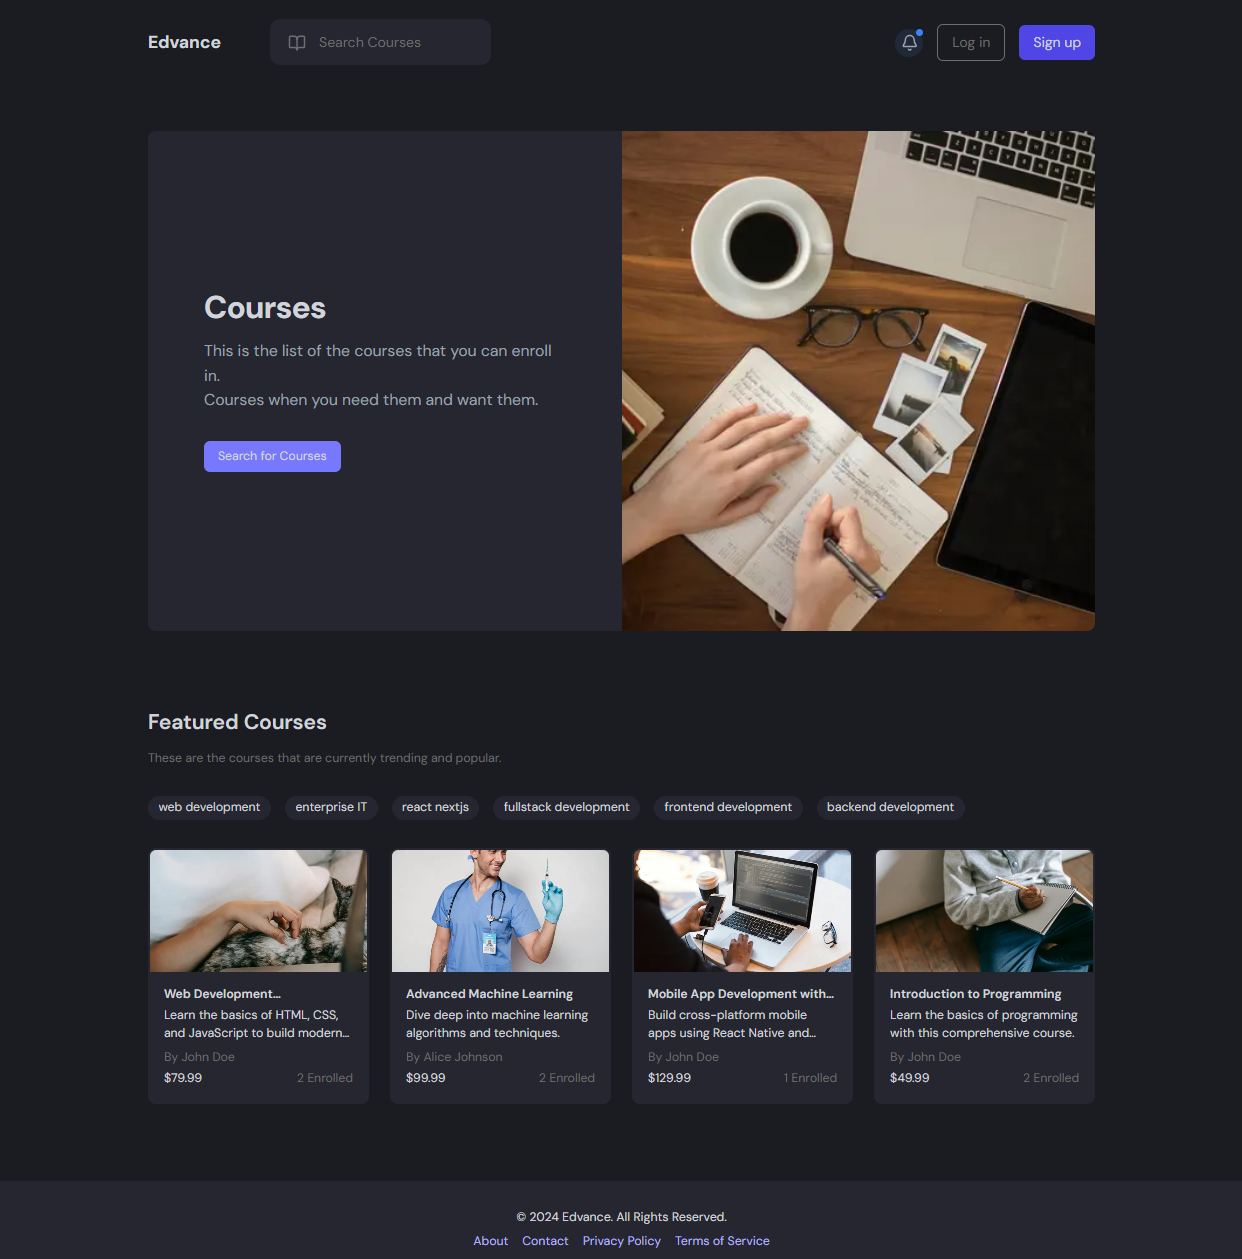 Edvance
Search Courses
Log in
Sign up
Courses
This is the list of the courses that you can enroll
in.
Courses when you need them and want them.
Search for Courses
Featured Courses
These are the courses that are currently trending and popular.
web development
enterprise IT
react nextjs
fullstack development
frontend development
backend development
Web Development...
Learn the basics of HTML, CSS,
and JavaScript to build modern...
By John Doe
$79.99
2 Enrolled
Advanced Machine Learning
Dive deep into machine learning
algorithms and techniques.
By Alice Johnson
$99.99
2 Enrolled
Mobile App Development with...
Build cross-platform mobile
apps using React Native and...
By John Doe
$129.99
1 Enrolled
Introduction to Programming
Learn the basics of programming
with this comprehensive course.
By John Doe
$49.99
2 Enrolled
© 2024 Edvance. All Rights Reserved.
About
Contact
Privacy Policy
Terms of Service